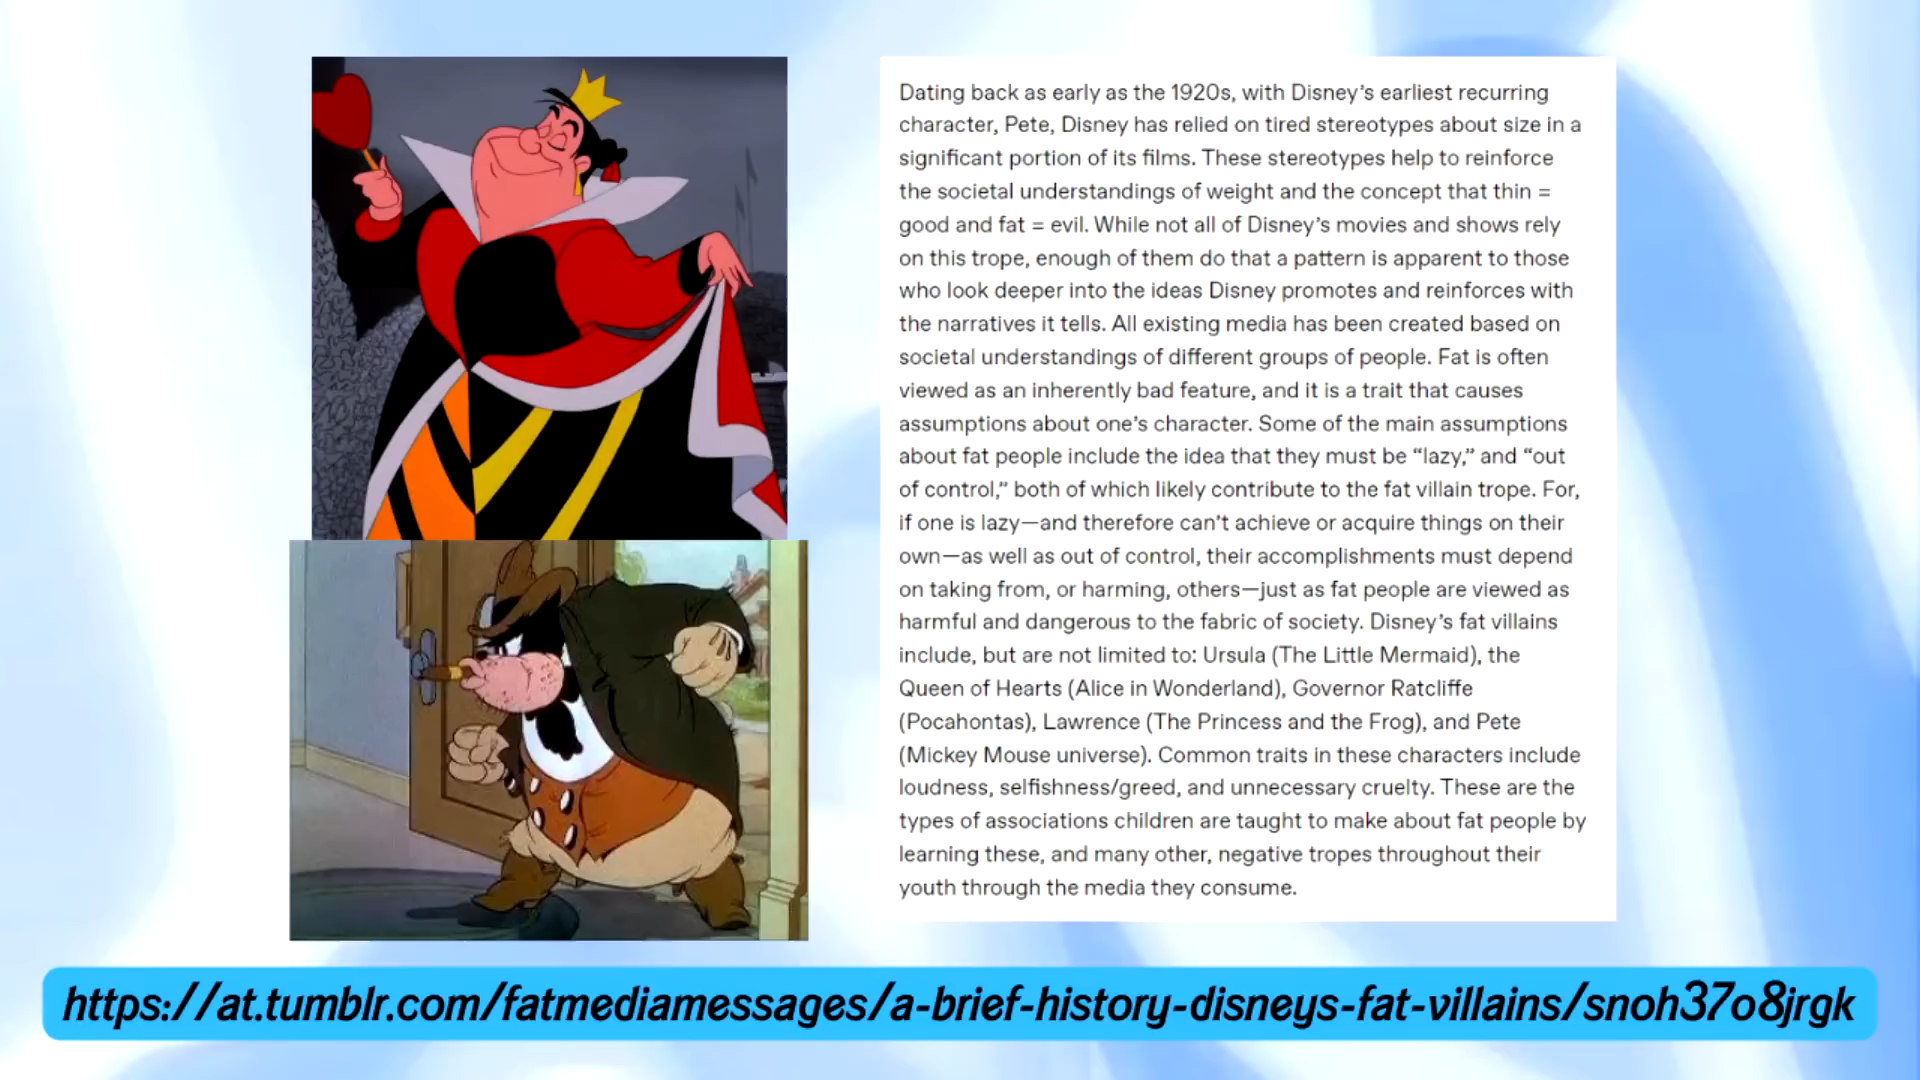 Dating back as early as the 1920s, with Disney’s earliest recurring
character, Pete, Disney has relied on tired stereotypes about size in a
significant portion of its films. These stereotypes help to reinforce
the societal understandings of weight and the concept that thin =
good and fat = evil. While not all of Disney’s movies and shows rely
on this trope, enough of them do that a pattern is apparent to those
who look deeper into the ideas Disney promotes and reinforces with
the narratives it tells. All existing media has been created based on
societal understandings of different groups of people. Fat is often
viewed as an inherently bad feature, and it is a trait that causes
assumptions about one’s character. Some of the main assumptions
about fat people include the idea that they must be “lazy,” and “out
of control,” both of which likely contribute to the fat villain trope. For,
if one is lazy—and therefore can’t achieve or acquire things on their
own—as well as out of control, their accomplishments must depend
on taking from, or harming, others—just as fat people are viewed as
harmful and dangerous to the fabric of society. Disney’s fat villains
include, but are not limited to: Ursula (The Little Mermaid), the
Queen of Hearts (Alice in Wonderland), Governor Ratcliffe
(Pocahontas), Lawrence (The Princess and the Frog), and Pete
(Mickey Mouse universe). Common traits in these characters include
loudness, selfishness/greed, and unnecessary cruelty. These are the
types of associations children are taught to make about fat people by
learning these, and many other, negative tropes throughout their
youth through the media they consume.
https://at.tumblr.com/fatmediamessages/a-brief-history-disneys-fat-villains/snoh37o8jrgk